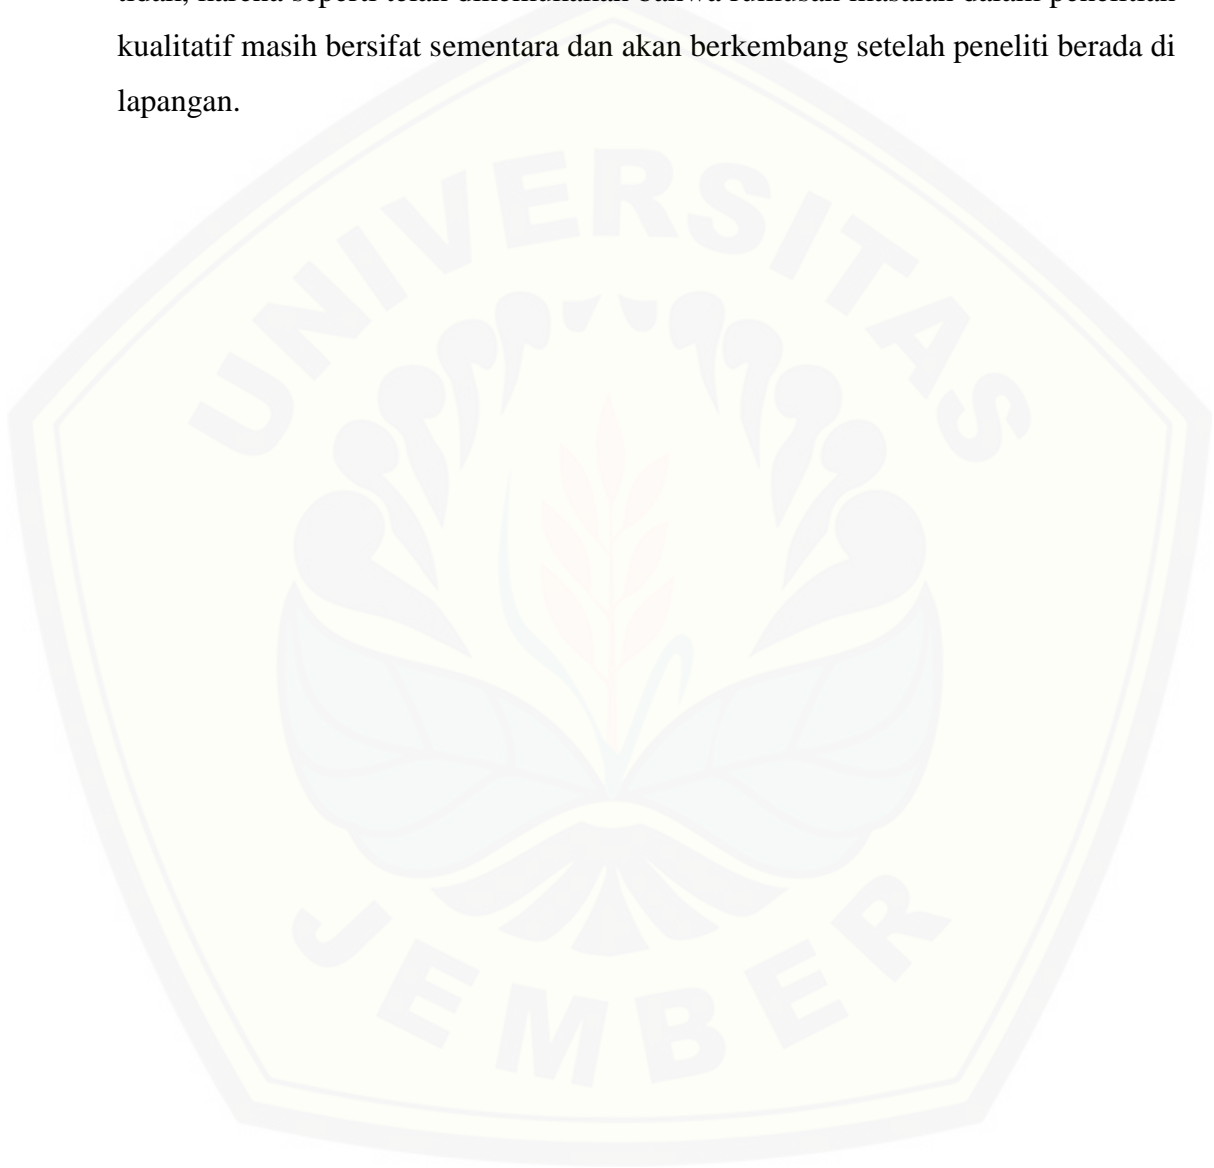 kualitatif masih bersifat sementara dan akan berkembang setelah peneliti berada di
lapangan.
UNIVERSITAS
JEMBER